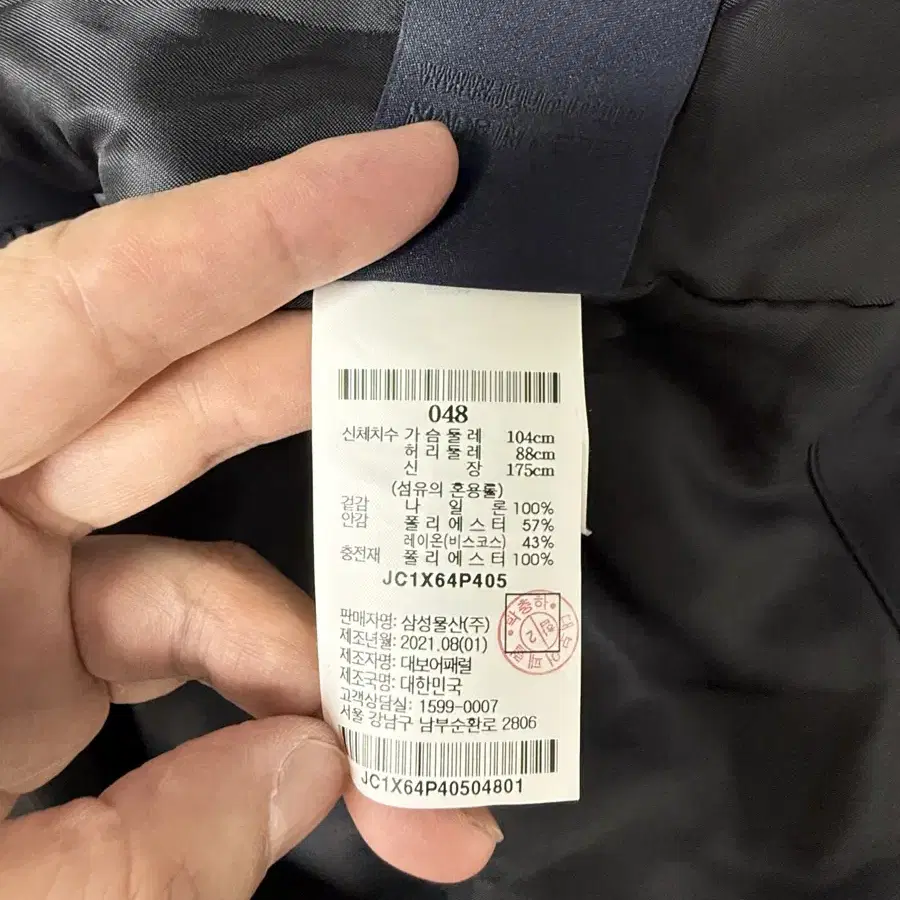 048
신체치수 가슴둘레 104cm
허리둘레 88cm
신장 175cm
(섬유의 혼용률)
겉감 나일론 100%
안감 폴리에스터 57%
레이온(비스코스) 43%
충전재 폴리에스터 100%
JC1X64P405
판매자명: 삼성물산(주)
제조년월: 2021.08(01)
제조자명: 대보어패럴
제조국명: 대한민국
고객상담실: 1599-0007
서울 강남구 남부순환로 2806
JC1X64P40504801